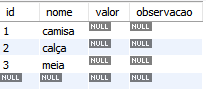 id nome valor observacao
1 camisa NULL NULL
2 calça NULL NULL
3 meia NULL NULL
NULL NULL NULL NULL